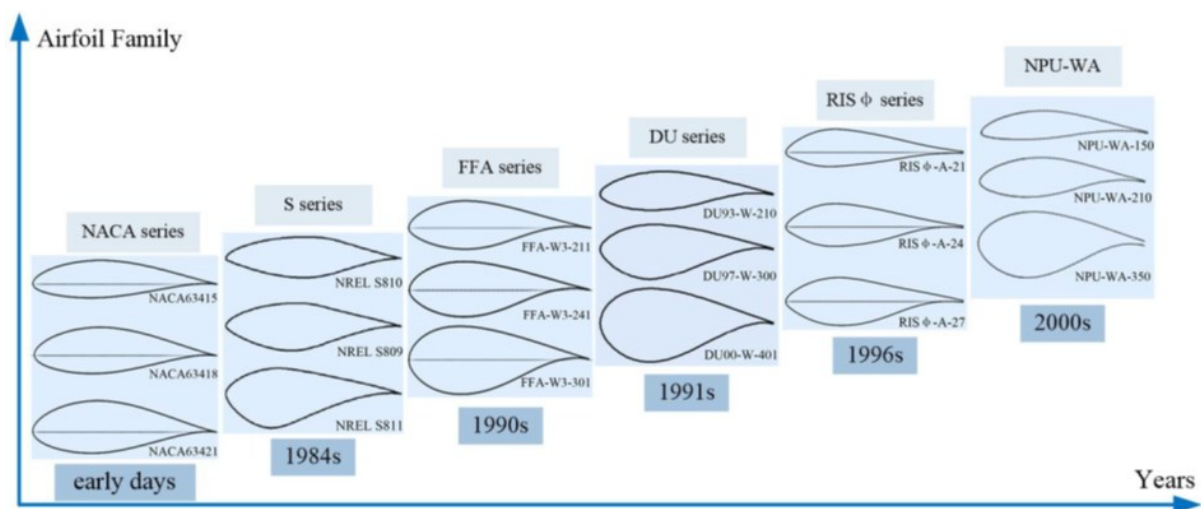 Airfoil Family
NACA series
NACA63415
NACA63418
NACA63421
early days
S series
NREL S810
NREL S809
NREL S811
1984s
FFA series
FFA-W3-211
FFA-W3-241
FFA-W3-301
1990s
DU series
DU93-W-210
DU97-W-300
DU00-W-401
1991s
RIS ϕ series
RIS ϕ-A-21
RIS ϕ-A-24
RIS ϕ-A-27
1996s
NPU-WA
NPU-WA-150
NPU-WA-210
NPU-WA-350
2000s
Years